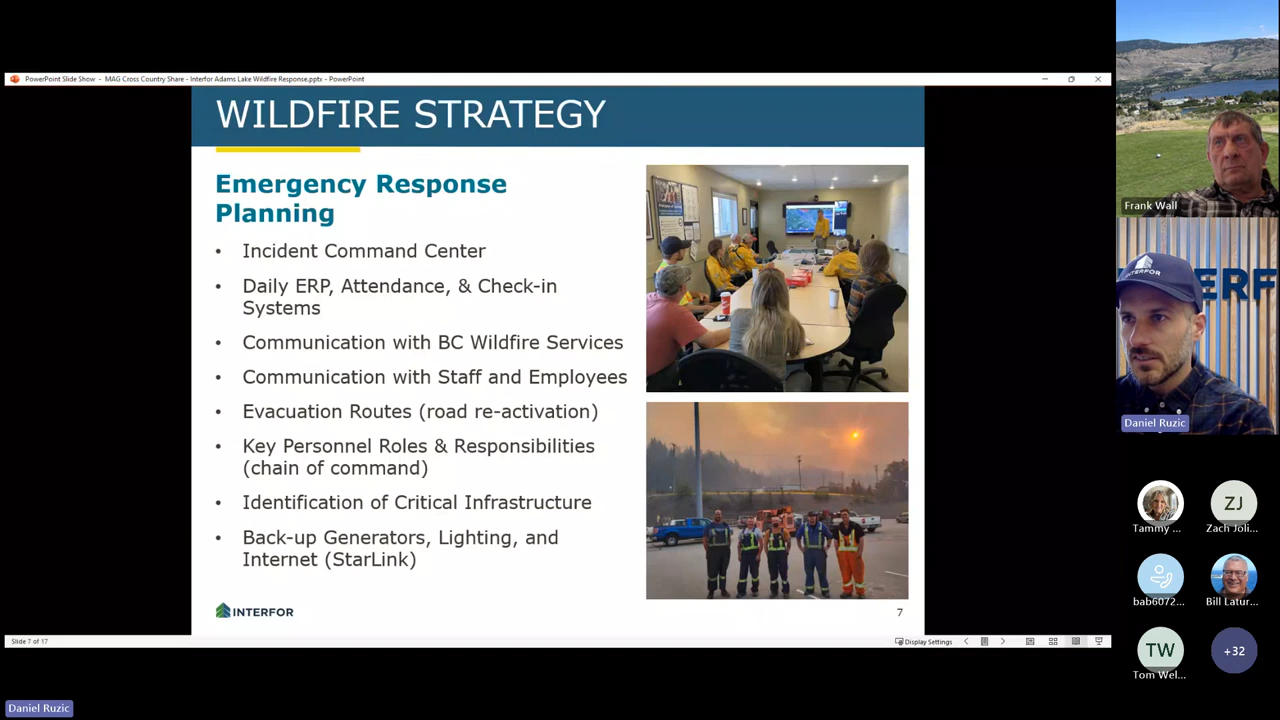 PowerPoint Slide Show - MAG Cross Country Share - Interfor Adams Lake Wildfire Response.pptx - PowerPoint
WILDFIRE STRATEGY
Emergency Response
Planning
• Incident Command Center
• Daily ERP, Attendance, & Check-in
Systems
• Communication with BC Wildfire Services
• Communication with Staff and Employees
• Evacuation Routes (road re-activation)
• Key Personnel Roles & Responsibilities
(chain of command)
• Identification of Critical Infrastructure
• Back-up Generators, Lighting, and
Internet (StarLink)
INTERFOR
7
Slide 7 of 17
Display Settings
Daniel Ruzic
Frank Wall
INTERFOR
ERF
Daniel Ruzic
Tammy ...
ZJ
Zach Joli...
bab6072...
Bill Latur...
TW
Tom Wel...
+32